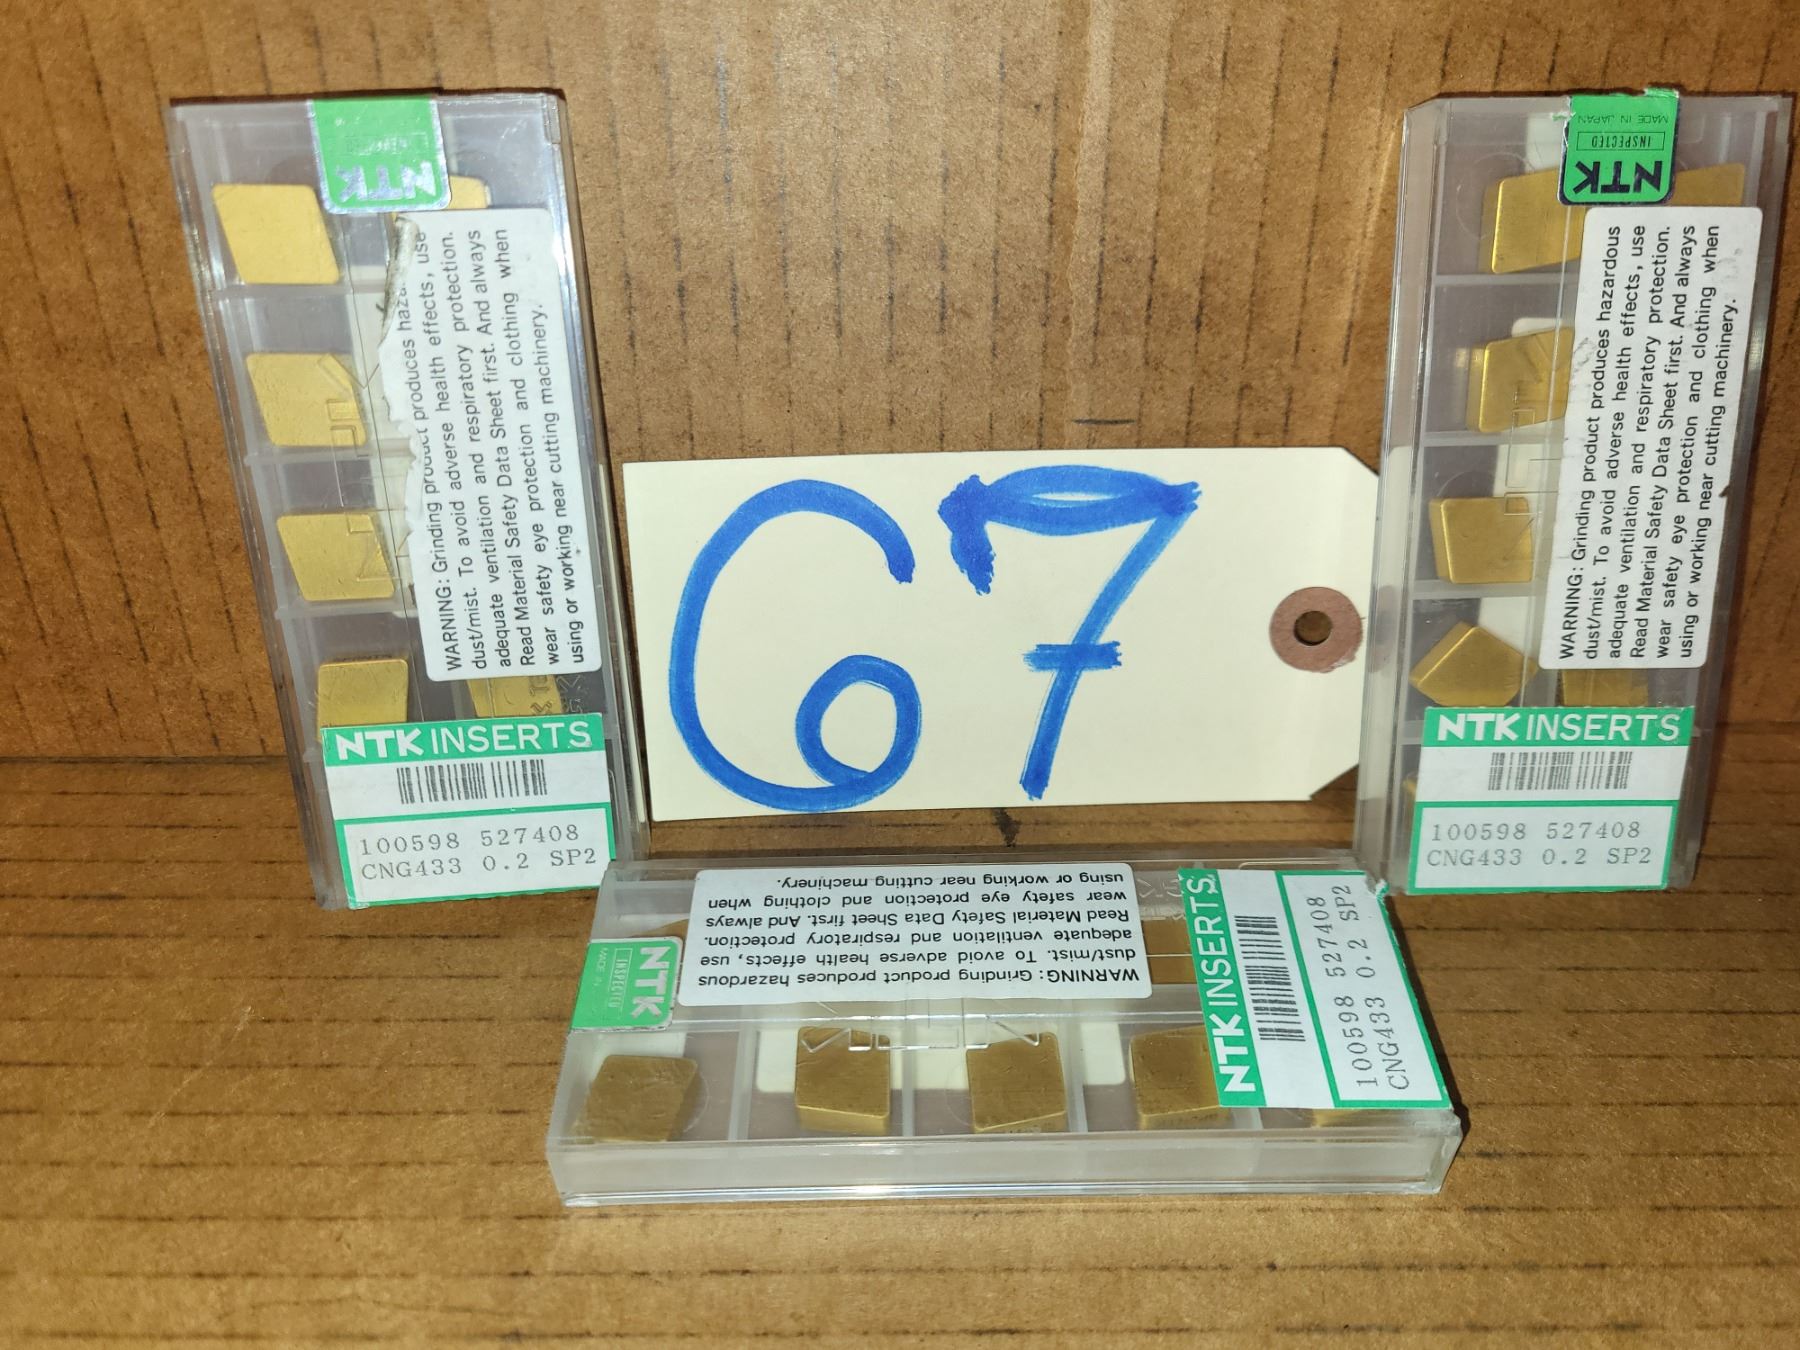 NTK
WARNING: Grinding product produces haza
dust/mist. To avoid adverse health effects, use
adequate ventilation and respiratory protection.
Read Material Safety Data Sheet first. And always
wear safety eye protection and clothing when
using or working near cutting machinery.
NTK INSERTS
100598 527408
CNG433 0.2 SP2
67
MADE IN JAPAN
INSPECTED
NTK
WARNING: Grinding product produces hazardous
dust/mist. To avoid adverse health effects, use
adequate ventilation and respiratory protection.
Read Material Safety Data Sheet first. And always
wear safety eye protection and clothing when
using or working near cutting machinery.
NTK INSERTS
100598 527408
CNG433 0.2 SP2
NTK
INSPECTED
MADE IN
WARNING: Grinding product produces hazardous
dust/mist. To avoid adverse health effects, use
adequate ventilation and respiratory protection.
Read Material Safety Data Sheet first. And always
wear safety eye protection and clothing when
using or working near cutting machinery.
NTK INSERTS
100598 527408
CNG433 0.2 SP2